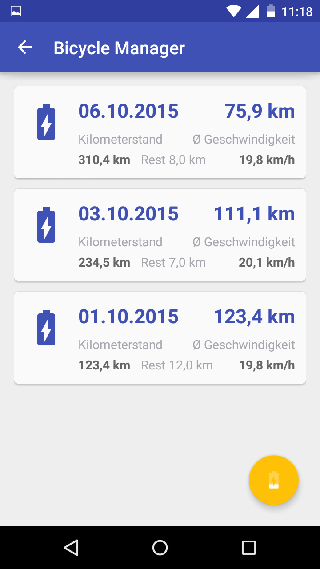 11:18
Bicycle Manager
06.10.2015 75,9 km
Kilometerstand Ø Geschwindigkeit
310,4 km Rest 8,0 km 19,8 km/h
03.10.2015 111,1 km
Kilometerstand Ø Geschwindigkeit
234,5 km Rest 7,0 km 20,1 km/h
01.10.2015 123,4 km
Kilometerstand Ø Geschwindigkeit
123,4 km Rest 12,0 km 19,8 km/h